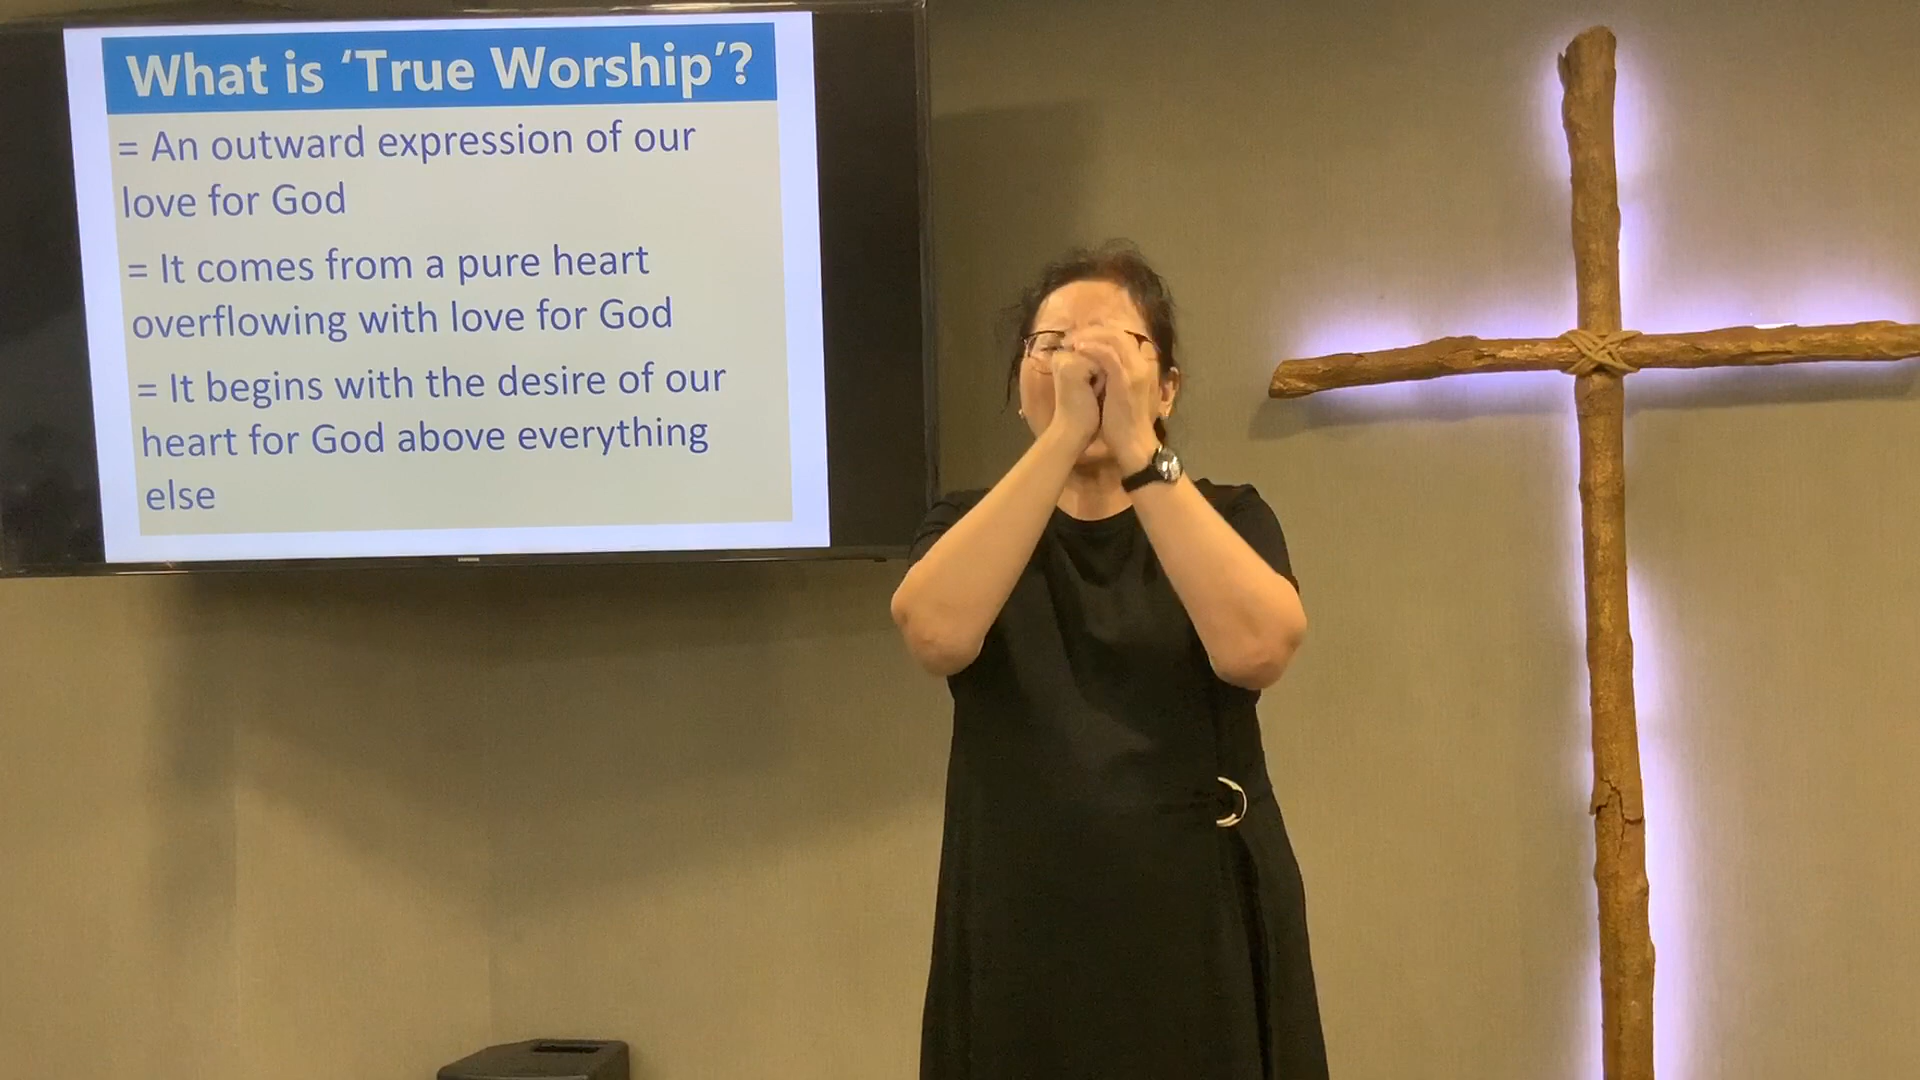 What is ‘True Worship’?
= An outward expression of our
love for God
= It comes from a pure heart
overflowing with love for God
= It begins with the desire of our
heart for God above everything
else